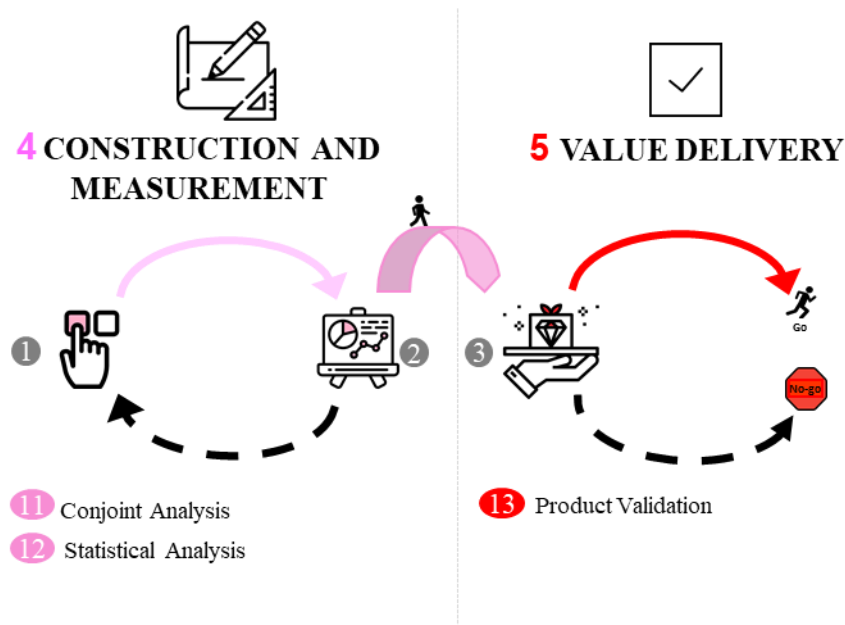 4 CONSTRUCTION AND
MEASUREMENT
5 VALUE DELIVERY
1
2
3
Go
No-go
11 Conjoint Analysis
12 Statistical Analysis
13 Product Validation